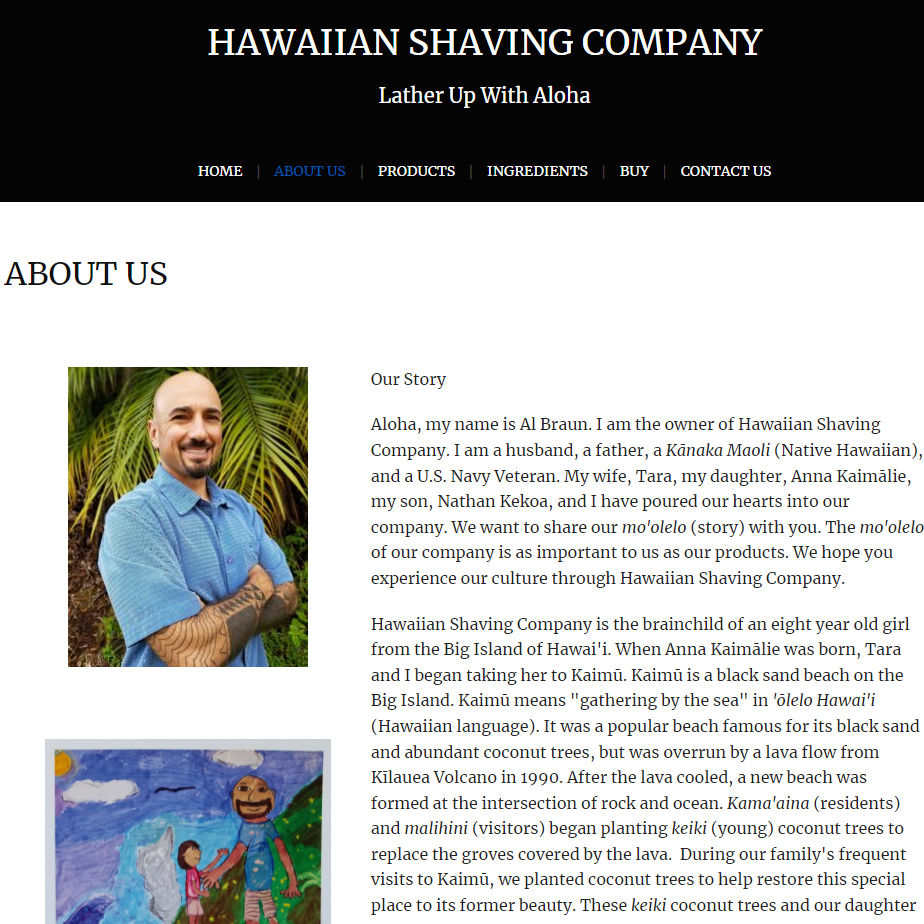 HAWAIIAN SHAVING COMPANY
Lather Up With Aloha
HOME | ABOUT US | PRODUCTS | INGREDIENTS | BUY | CONTACT US
ABOUT US
Our Story
Aloha, my name is Al Braun. I am the owner of Hawaiian Shaving
Company. I am a husband, a father, a Kānaka Maoli (Native Hawaiian),
and a U.S. Navy Veteran. My wife, Tara, my daughter, Anna Kaimālie,
my son, Nathan Kekoa, and I have poured our hearts into our
company. We want to share our mo'olelo (story) with you. The mo'olelo
of our company is as important to us as our products. We hope you
experience our culture through Hawaiian Shaving Company.
Hawaiian Shaving Company is the brainchild of an eight year old girl
from the Big Island of Hawai'i. When Anna Kaimālie was born, Tara
and I began taking her to Kaimū. Kaimū is a black sand beach on the
Big Island. Kaimū means "gathering by the sea" in 'ōlelo Hawai'i
(Hawaiian language). It was a popular beach famous for its black sand
and abundant coconut trees, but was overrun by a lava flow from
Kīlauea Volcano in 1990. After the lava cooled, a new beach was
formed at the intersection of rock and ocean. Kama'aina (residents)
and malihini (visitors) began planting keiki (young) coconut trees to
replace the groves covered by the lava.  During our family's frequent
visits to Kaimū, we planted coconut trees to help restore this special
place to its former beauty. These keiki coconut trees and our daughter